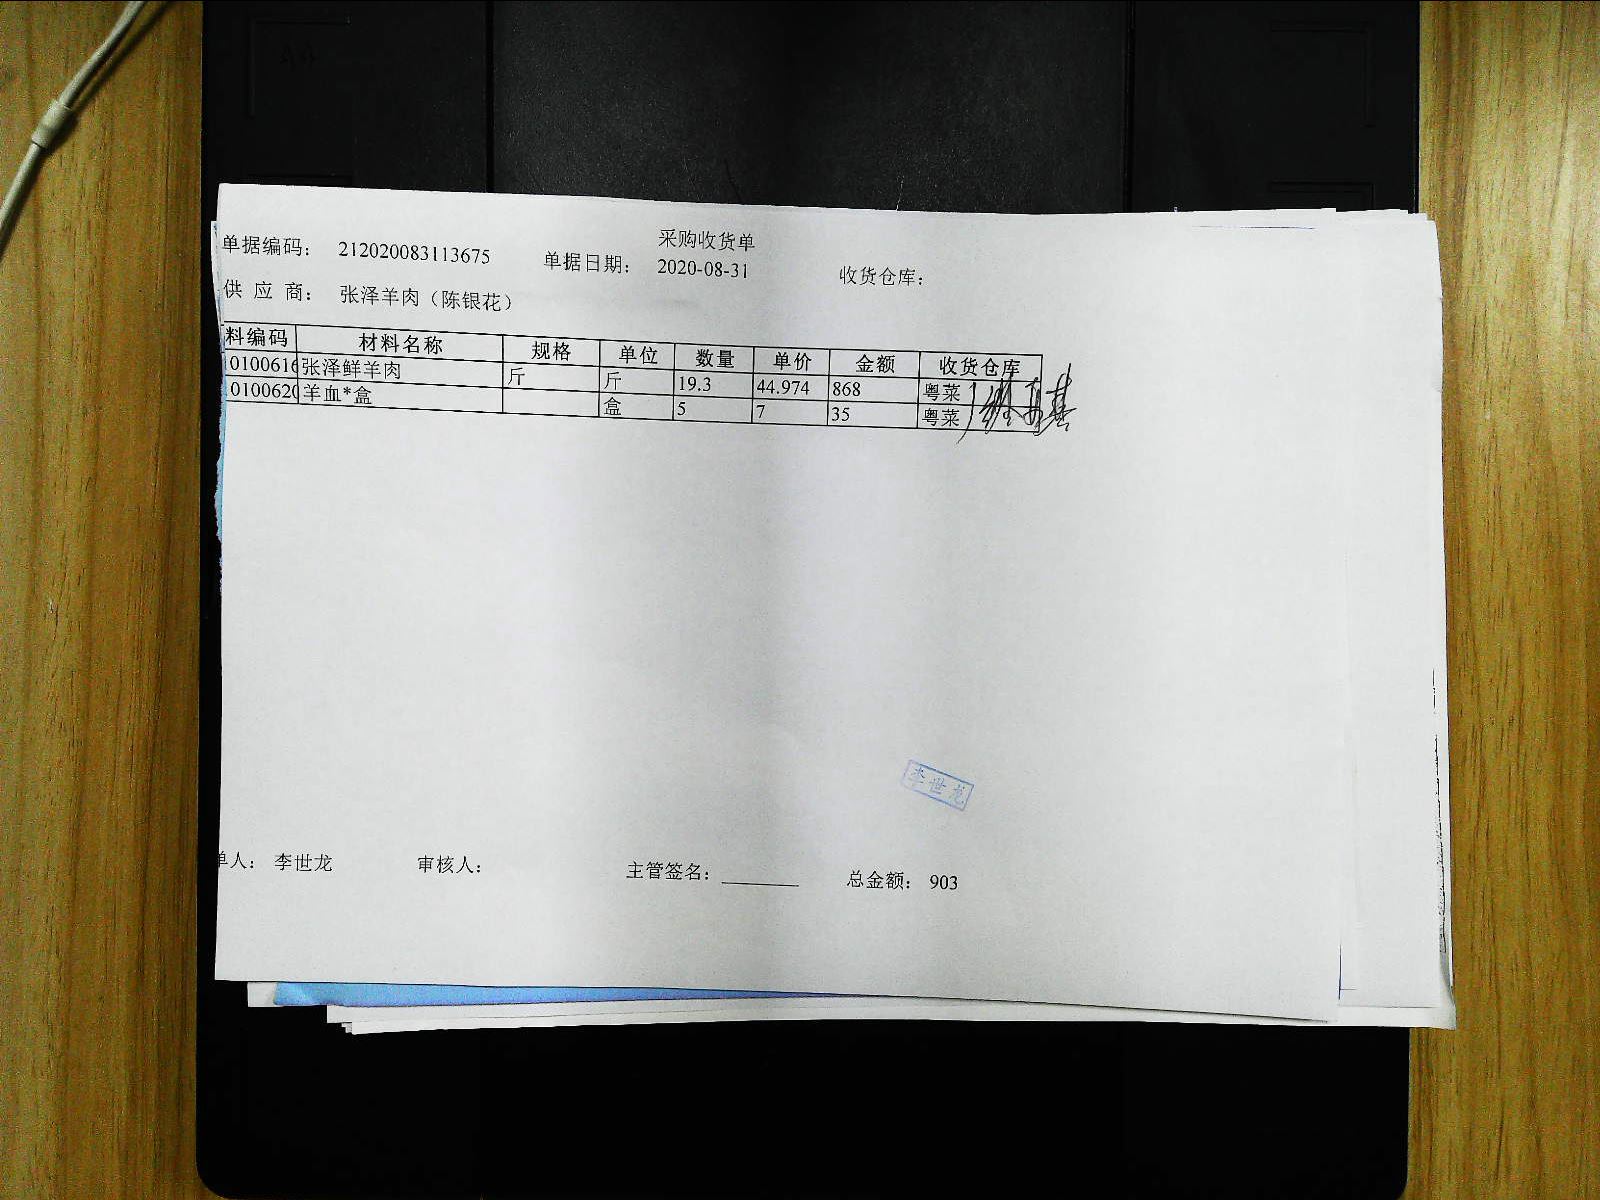 采购收货单
单据编码： 212020083113675 单据日期： 2020-08-31 收货仓库：
供 应 商： 张泽羊肉（陈银花）
料编码 材料名称 规格 单位 数量 单价 金额 收货仓库
0100616 张泽鲜羊肉 斤 斤 19.3 44.974 868 粤菜
0100620 羊血*盒 盒 5 7 35 粤菜
李世龙
单人： 李世龙 审核人： 主管签名： 总金额： 903